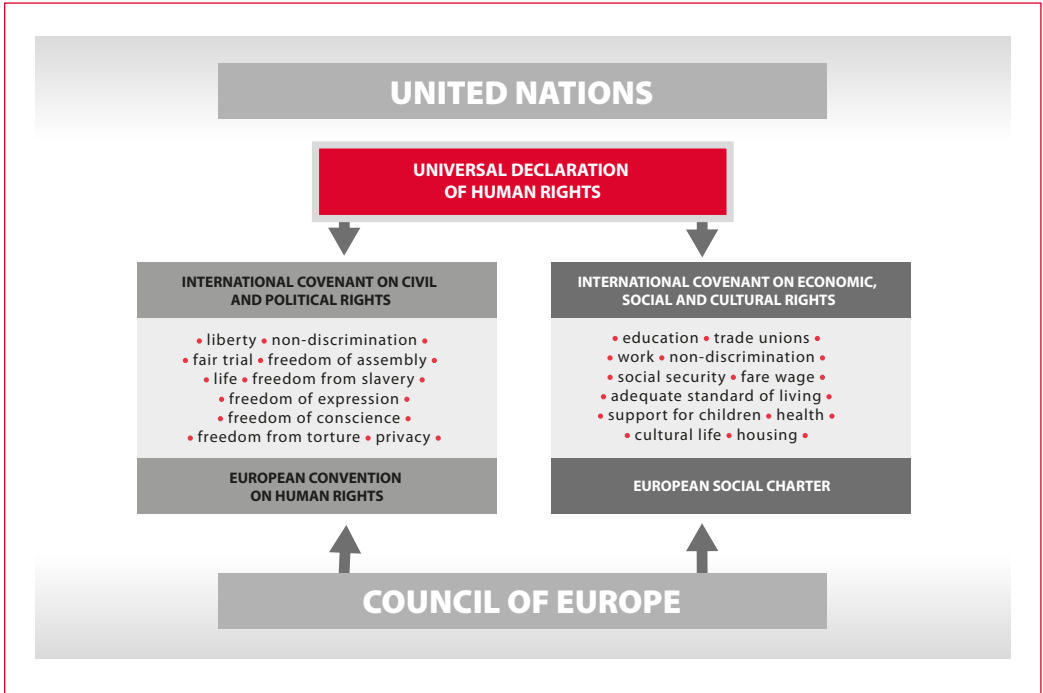 UNITED NATIONS
UNIVERSAL DECLARATION
OF HUMAN RIGHTS
INTERNATIONAL COVENANT ON CIVIL
AND POLITICAL RIGHTS
• liberty • non-discrimination •
• fair trial • freedom of assembly •
• life • freedom from slavery •
• freedom of expression •
• freedom of conscience •
• freedom from torture • privacy •
EUROPEAN CONVENTION
ON HUMAN RIGHTS
INTERNATIONAL COVENANT ON ECONOMIC,
SOCIAL AND CULTURAL RIGHTS
• education • trade unions •
• work • non-discrimination •
• social security • fare wage •
• adequate standard of living •
• support for children • health •
• cultural life • housing •
EUROPEAN SOCIAL CHARTER
COUNCIL OF EUROPE